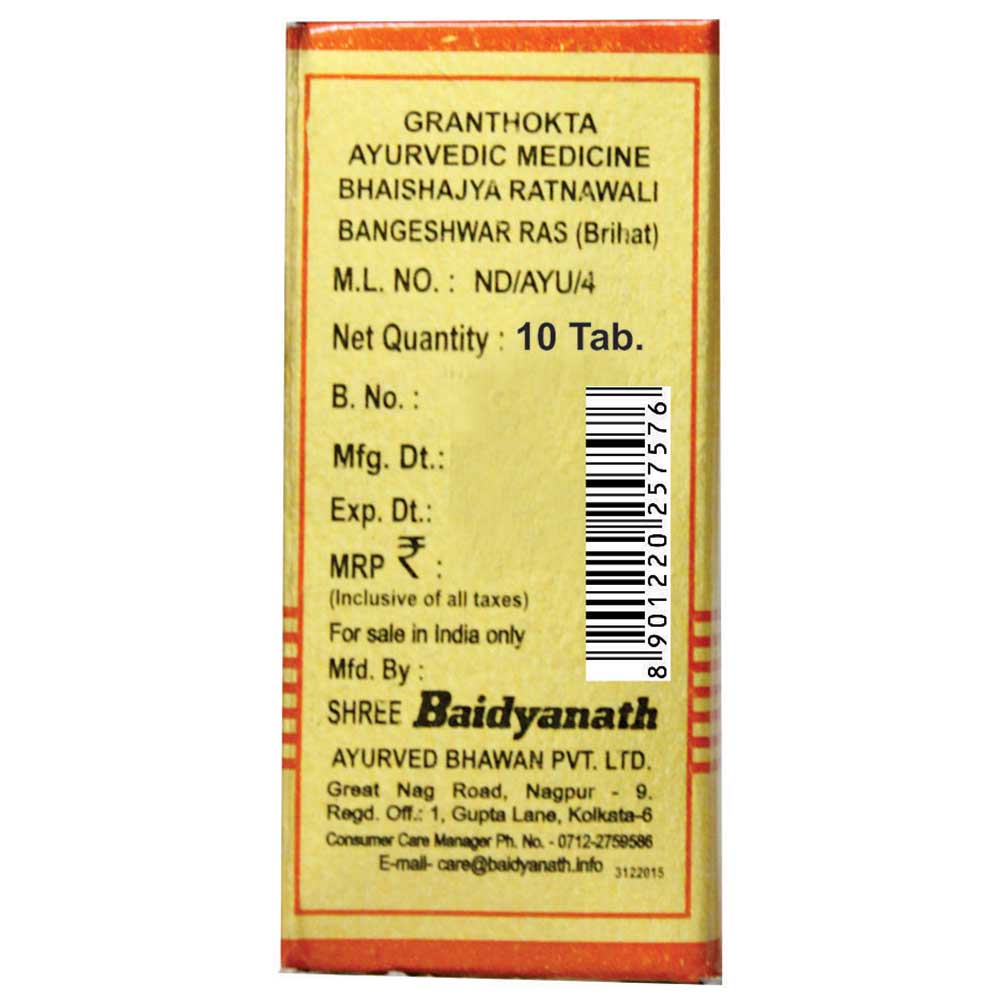 GRANTHOKTA
AYURVEDIC MEDICINE
BHAISHAJYA RATNAWALI
BANGESHWAR RAS (Brihat)
M.L. NO. : ND/AYU/4
Net Quantity : 10 Tab.
B. No. :
Mfg. Dt.:
Exp. Dt.:
MRP ₹ :
(Inclusive of all taxes)
For sale in India only
Mfd. By :
SHREE Baidyanath
AYURVED BHAWAN PVT. LTD.
Great Nag Road, Nagpur - 9.
Regd. Off.: 1, Gupta Lane, Kolkata-6
Consumer Care Manager Ph. No. - 0712-2759586
E-mail- care@baidyanath.info 3122015
8901220257576